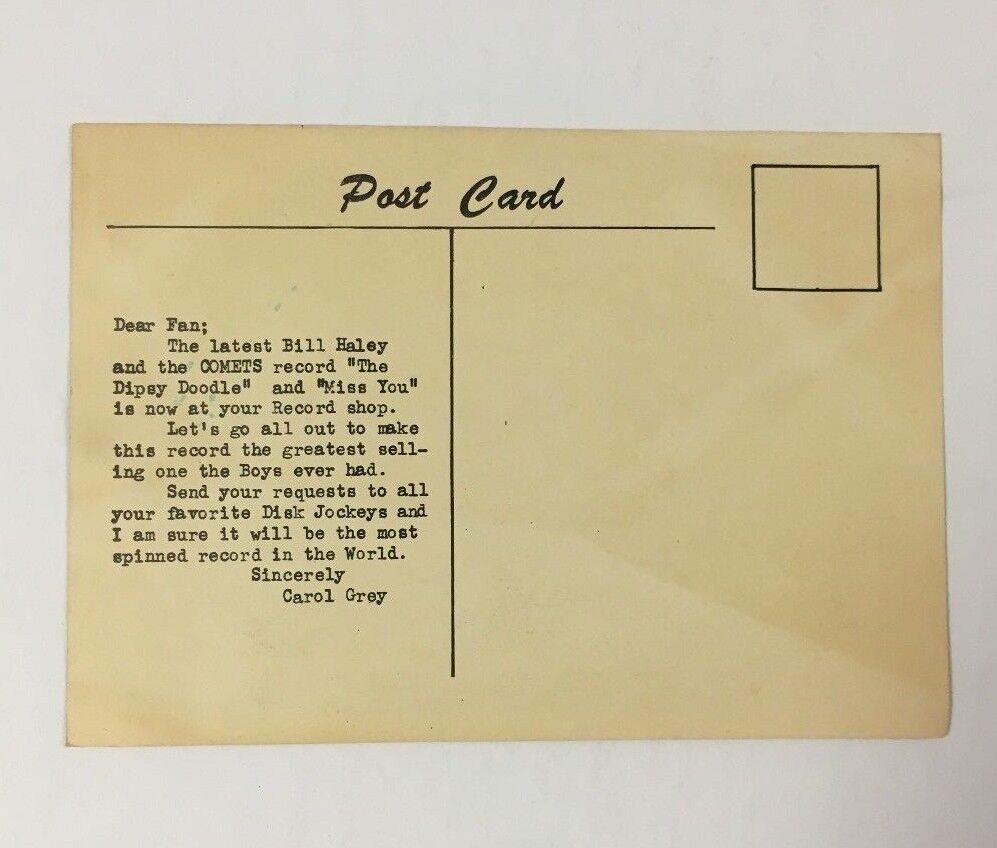 Post Card
Dear Fan;
The latest Bill Haley
and the COMETS record "The
Dipsy Doodle" and "Miss You"
is now at your Record shop.
Let's go all out to make
this record the greatest sell-
ing one the Boys ever had.
Send your requests to all
your favorite Disk Jockeys and
I am sure it will be the most
spinned record in the World.
Sincerely
Carol Grey